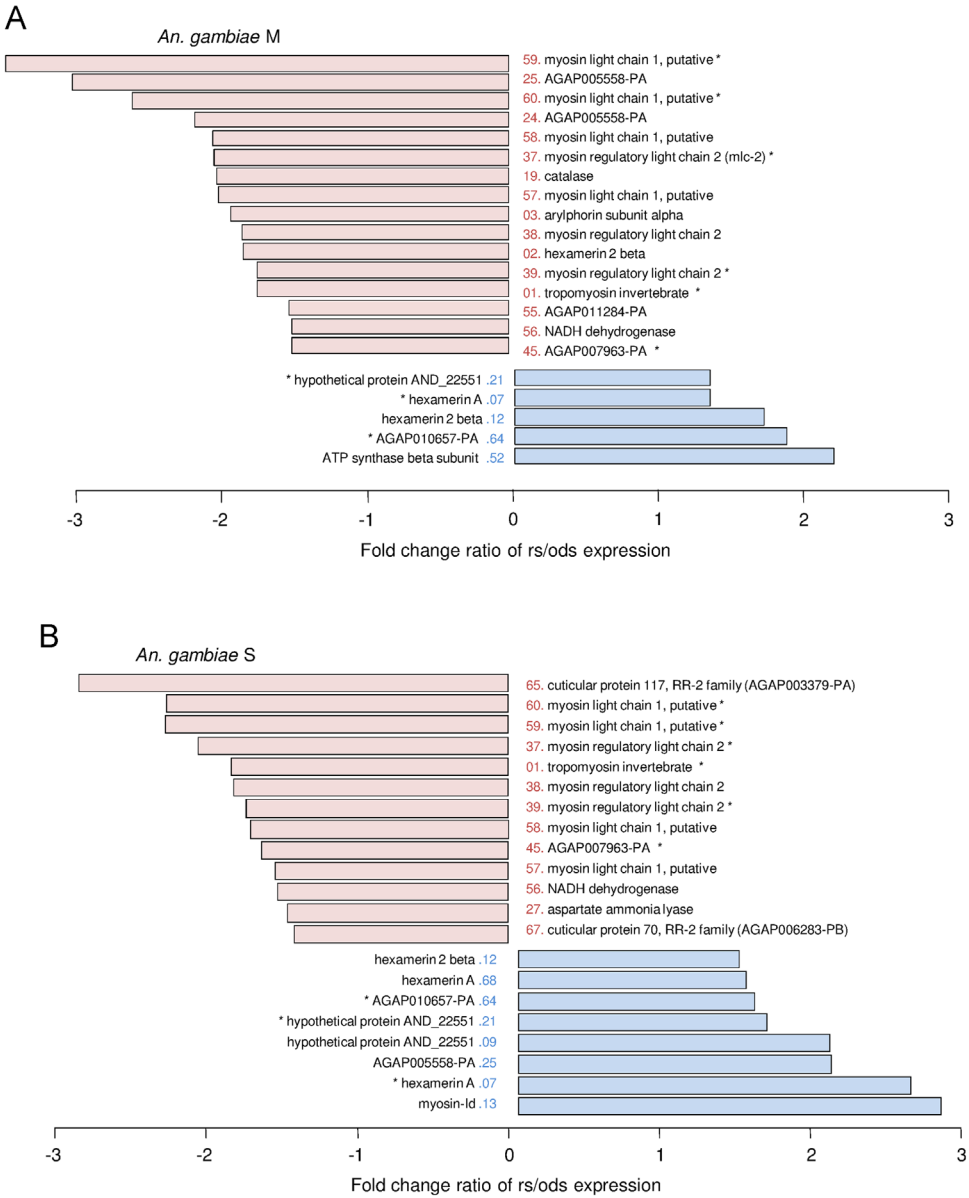 A
An. gambiae M
59. myosin light chain 1, putative *
25. AGAP005558-PA
60. myosin light chain 1, putative *
24. AGAP005558-PA
58. myosin light chain 1, putative
37. myosin regulatory light chain 2 (mlc-2) *
19. catalase
57. myosin light chain 1, putative
03. arylphorin subunit alpha
38. myosin regulatory light chain 2
02. hexamerin 2 beta
39. myosin regulatory light chain 2 *
01. tropomyosin invertebrate *
55. AGAP011284-PA
56. NADH dehydrogenase
45. AGAP007963-PA *
* hypothetical protein AND_22551 .21
* hexamerin A .07
hexamerin 2 beta .12
* AGAP010657-PA .64
ATP synthase beta subunit .52
-3 -2 -1 0 1 2 3
Fold change ratio of rs/ods expression
B
An. gambiae S
65. cuticular protein 117, RR-2 family (AGAP003379-PA)
60. myosin light chain 1, putative *
59. myosin light chain 1, putative *
37. myosin regulatory light chain 2 *
01. tropomyosin invertebrate *
38. myosin regulatory light chain 2
39. myosin regulatory light chain 2 *
58. myosin light chain 1, putative
45. AGAP007963-PA *
57. myosin light chain 1, putative
56. NADH dehydrogenase
27. aspartate ammonia lyase
67. cuticular protein 70, RR-2 family (AGAP006283-PB)
hexamerin 2 beta .12
hexamerin A .68
* AGAP010657-PA .64
* hypothetical protein AND_22551 .21
hypothetical protein AND_22551 .09
AGAP005558-PA .25
* hexamerin A .07
myosin-Id .13
-3 -2 -1 0 1 2 3
Fold change ratio of rs/ods expression